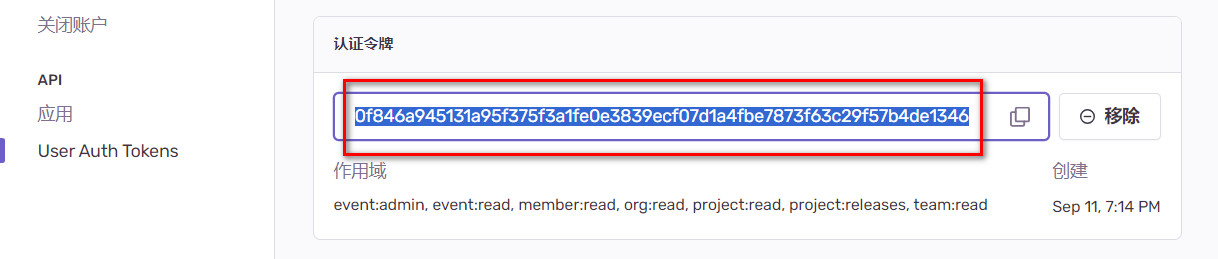 关闭账户
API
应用
User Auth Tokens
认证令牌
0f846a945131a95f375f3a1fe0e3839ecf07d1a4fbe7873f63c29f57b4de1346
移除
作用域
创建
event:admin, event:read, member:read, org:read, project:read, project:releases, team:read
Sep 11, 7:14 PM